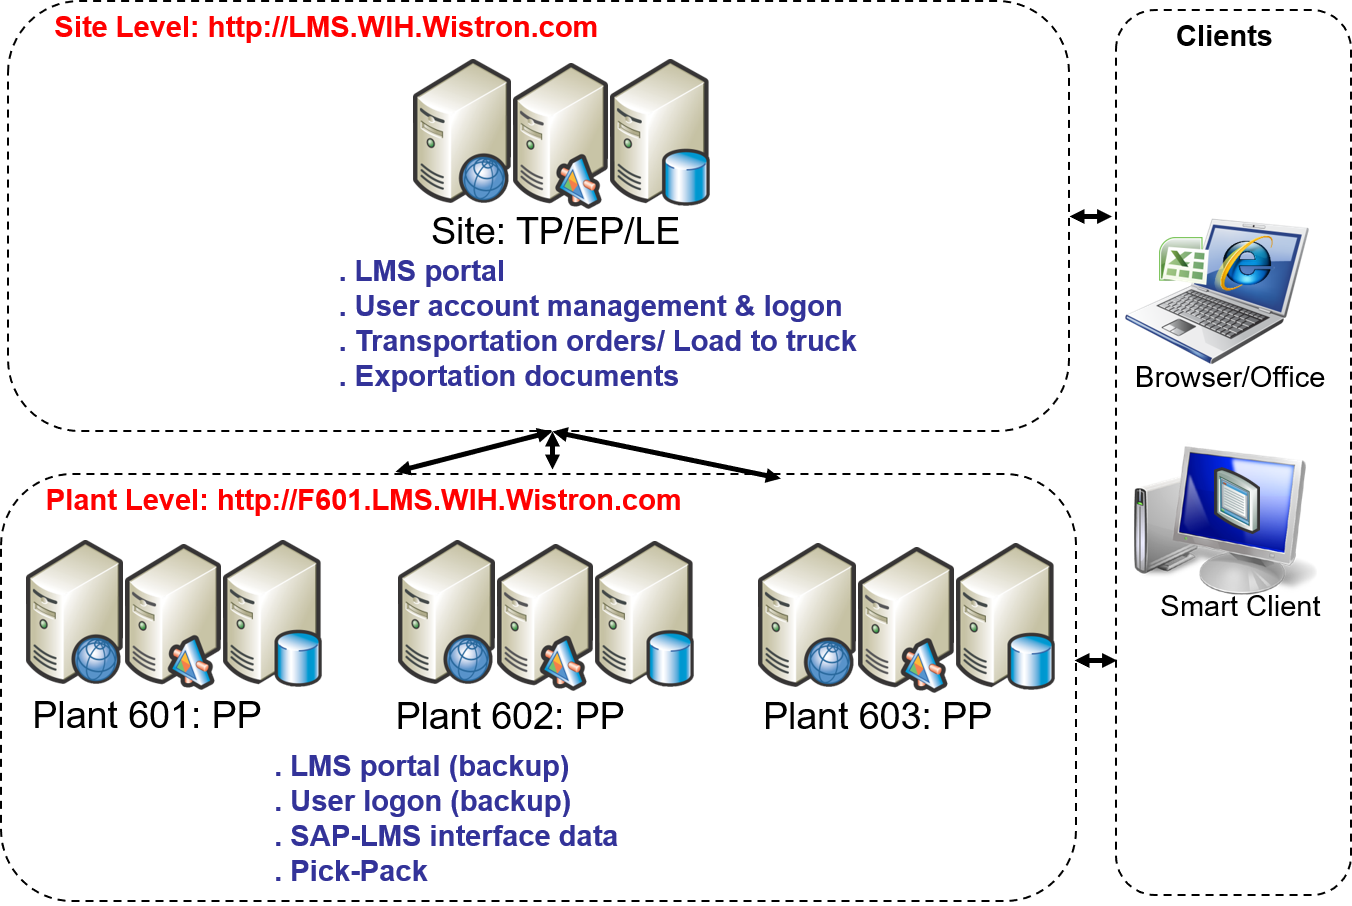 Site Level: http://LMS.WIH.Wistron.com
Clients
Site: TP/EP/LE
. LMS portal
. User account management & logon
. Transportation orders/ Load to truck
. Exportation documents
Browser/Office
Plant Level: http://F601.LMS.WIH.Wistron.com
Smart Client
Plant 601: PP
Plant 602: PP
Plant 603: PP
. LMS portal (backup)
. User logon (backup)
. SAP-LMS interface data
. Pick-Pack